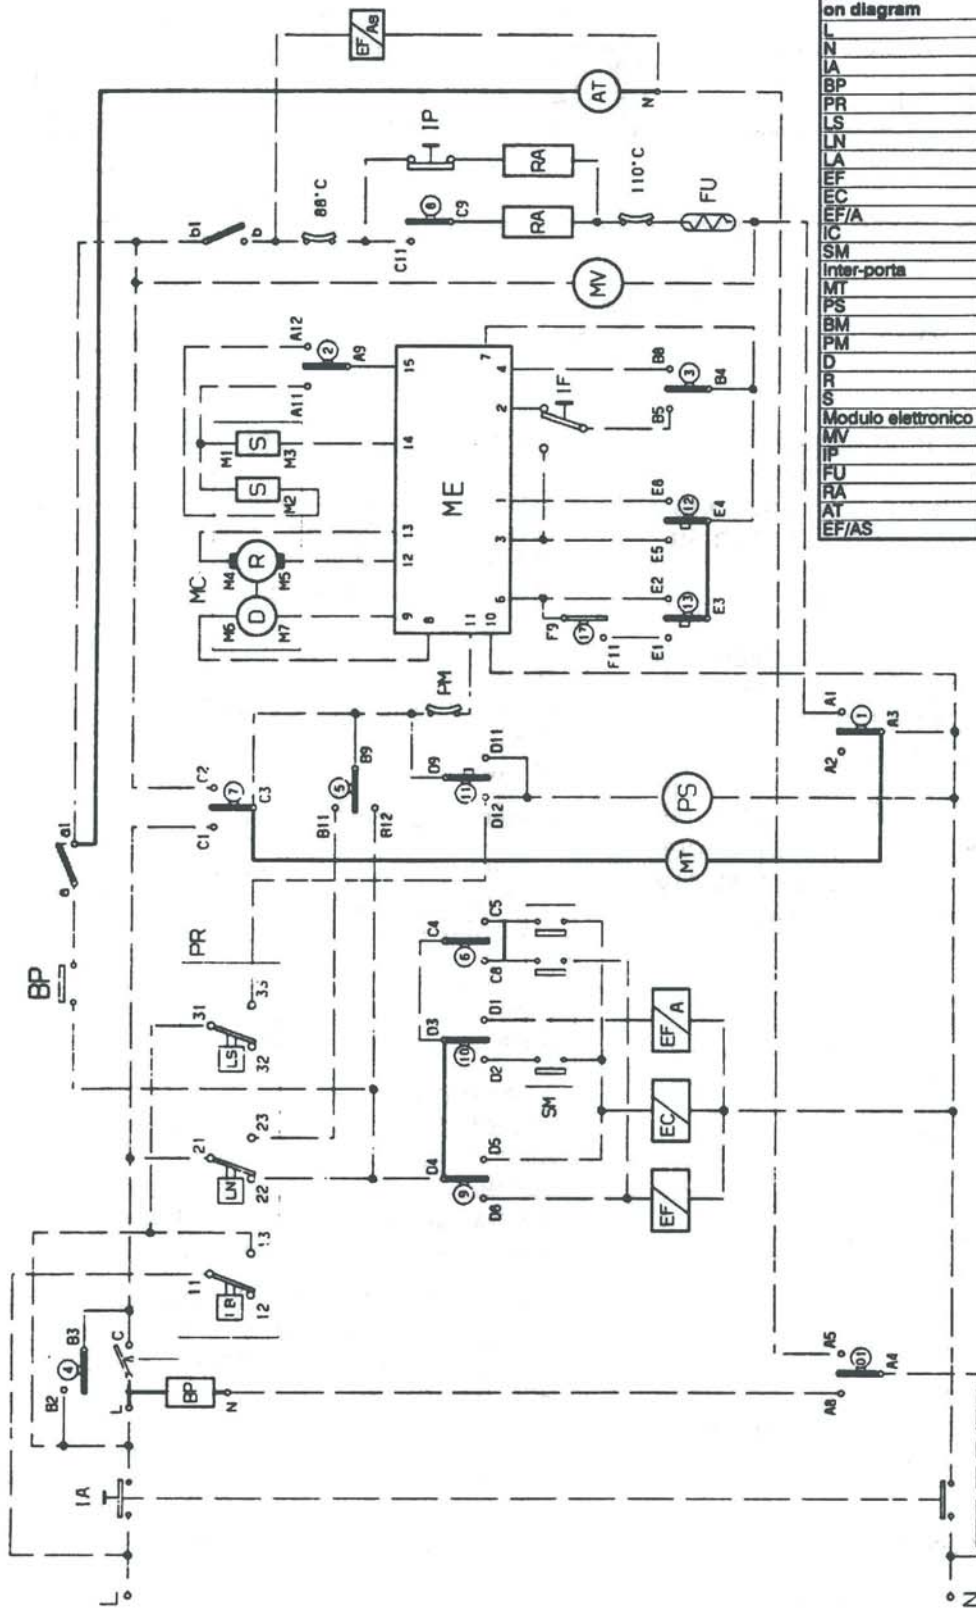 on diagram
L
N
IA
BP
PR
LS
LN
LA
EF
EC
EF/A
IC
SM
Inter-porta
MT
PS
BM
PM
D
R
S
Modulo elettronico
MV
IP
FU
RA
AT
EF/AS
EF/AS
AT
N
IP
RA
110°C
FU
88°C
b1
b
C11
8
C9
RA
MV
A12
2
A9
A11
M1
S
M3
S
M2
MC
M4
R
M5
M6
D
M7
15
14
13
12
9
8
11
10
ME
7
4
2
1
3
6
IF
B8
3
B4
B5
E8
12
E4
E5
E2
13
E3
E1
F9
17
F11
PM
a1
a
BP
C2
7
C3
C1
B9
5
B11
B12
D9
11
D11
D12
PS
MT
A1
1
A3
A2
PR
33
31
LS
32
23
21
LN
22
13
11
12
C4
6
C5
C8
D3
10
D1
D2
D4
9
D5
D8
SM
EF/A
EC
EF
B3
4
B2
C
L
BP
N
IA
A5
01
A4
A8
L
N